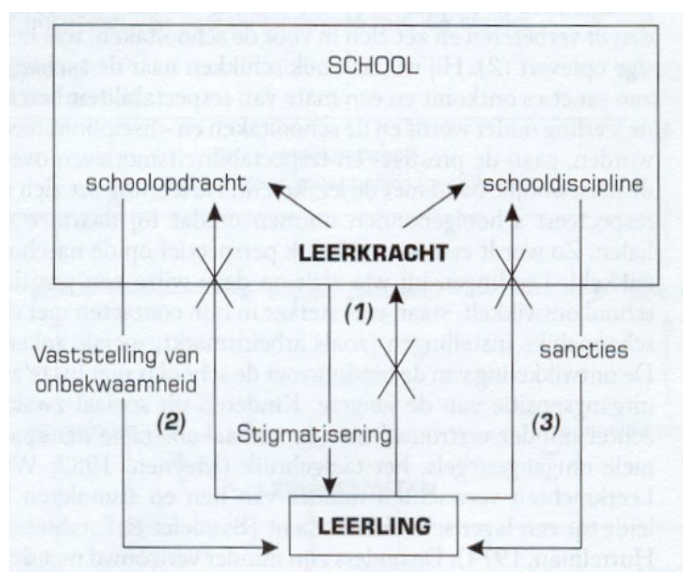 SCHOOL
schoolopdracht
schooldiscipline
LEERKRACHT
(1)
Vaststelling van
onbekwaamheid
sancties
(2)
(3)
Stigmatisering
LEERLING